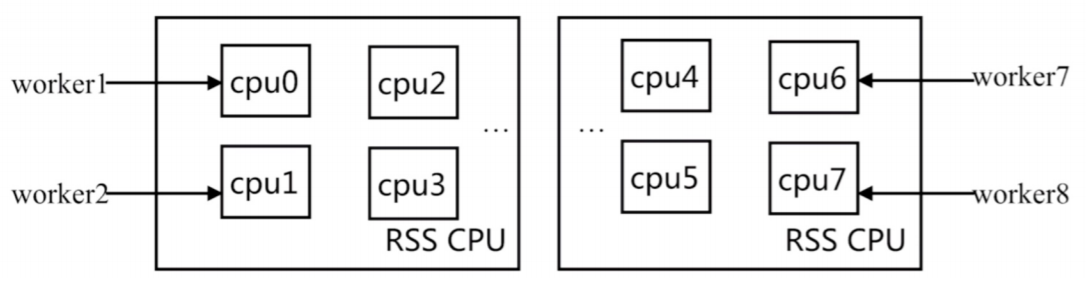 worker1
cpu0
cpu2
cpu4
cpu6
worker7
...
...
worker2
cpu1
cpu3
cpu5
cpu7
worker8
RSS CPU
RSS CPU